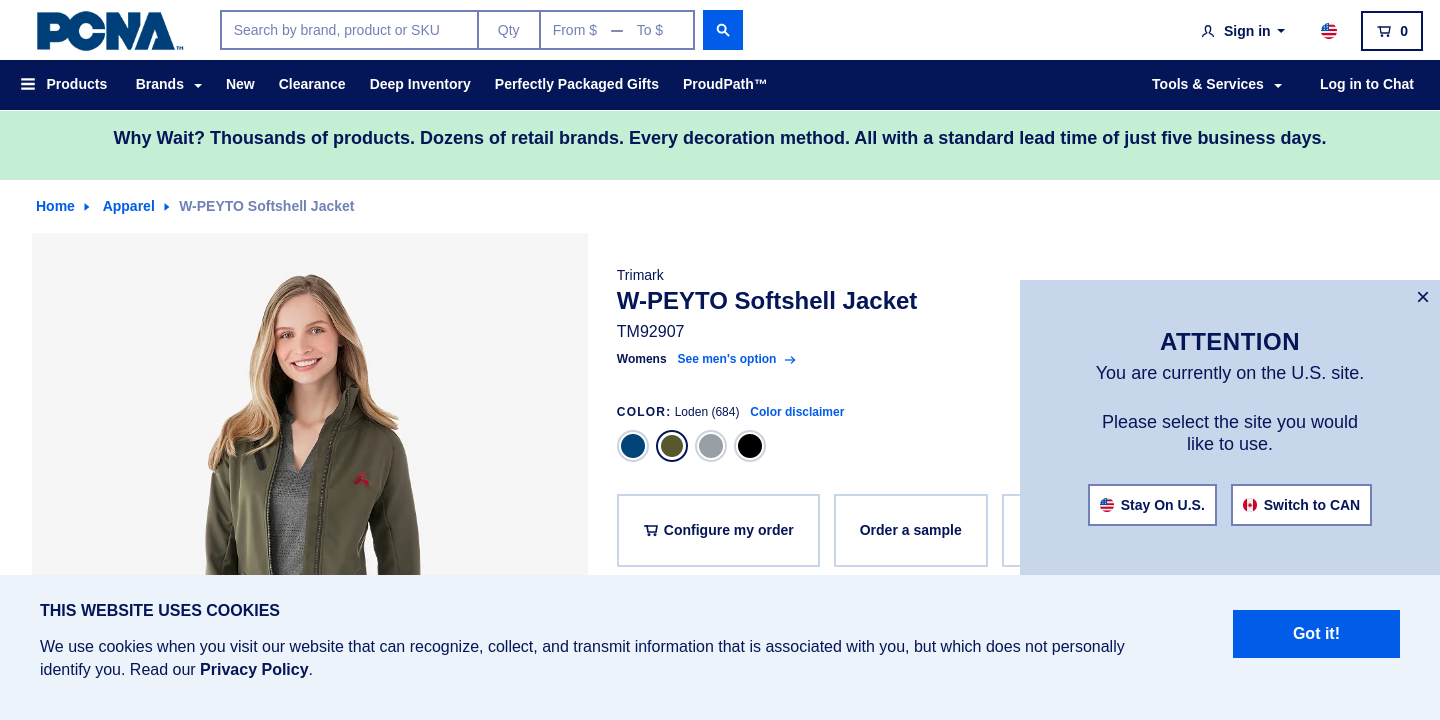 PCNA™
Search by brand, product or SKU
Qty
From $
To $
Sign in
0
Products
Brands
New
Clearance
Deep Inventory
Perfectly Packaged Gifts
ProudPath™
Tools & Services
Log in to Chat
Why Wait? Thousands of products. Dozens of retail brands. Every decoration method. All with a standard lead time of just five business days.
Home
Apparel
W-PEYTO Softshell Jacket
Trimark
W-PEYTO Softshell Jacket
TM92907
Womens See men's option
COLOR: Loden (684) Color disclaimer
Configure my order
Order a sample
ATTENTION
You are currently on the U.S. site.
Please select the site you would
like to use.
Stay On U.S.
Switch to CAN
THIS WEBSITE USES COOKIES
We use cookies when you visit our website that can recognize, collect, and transmit information that is associated with you, but which does not personally
identify you. Read our Privacy Policy.
Got it!